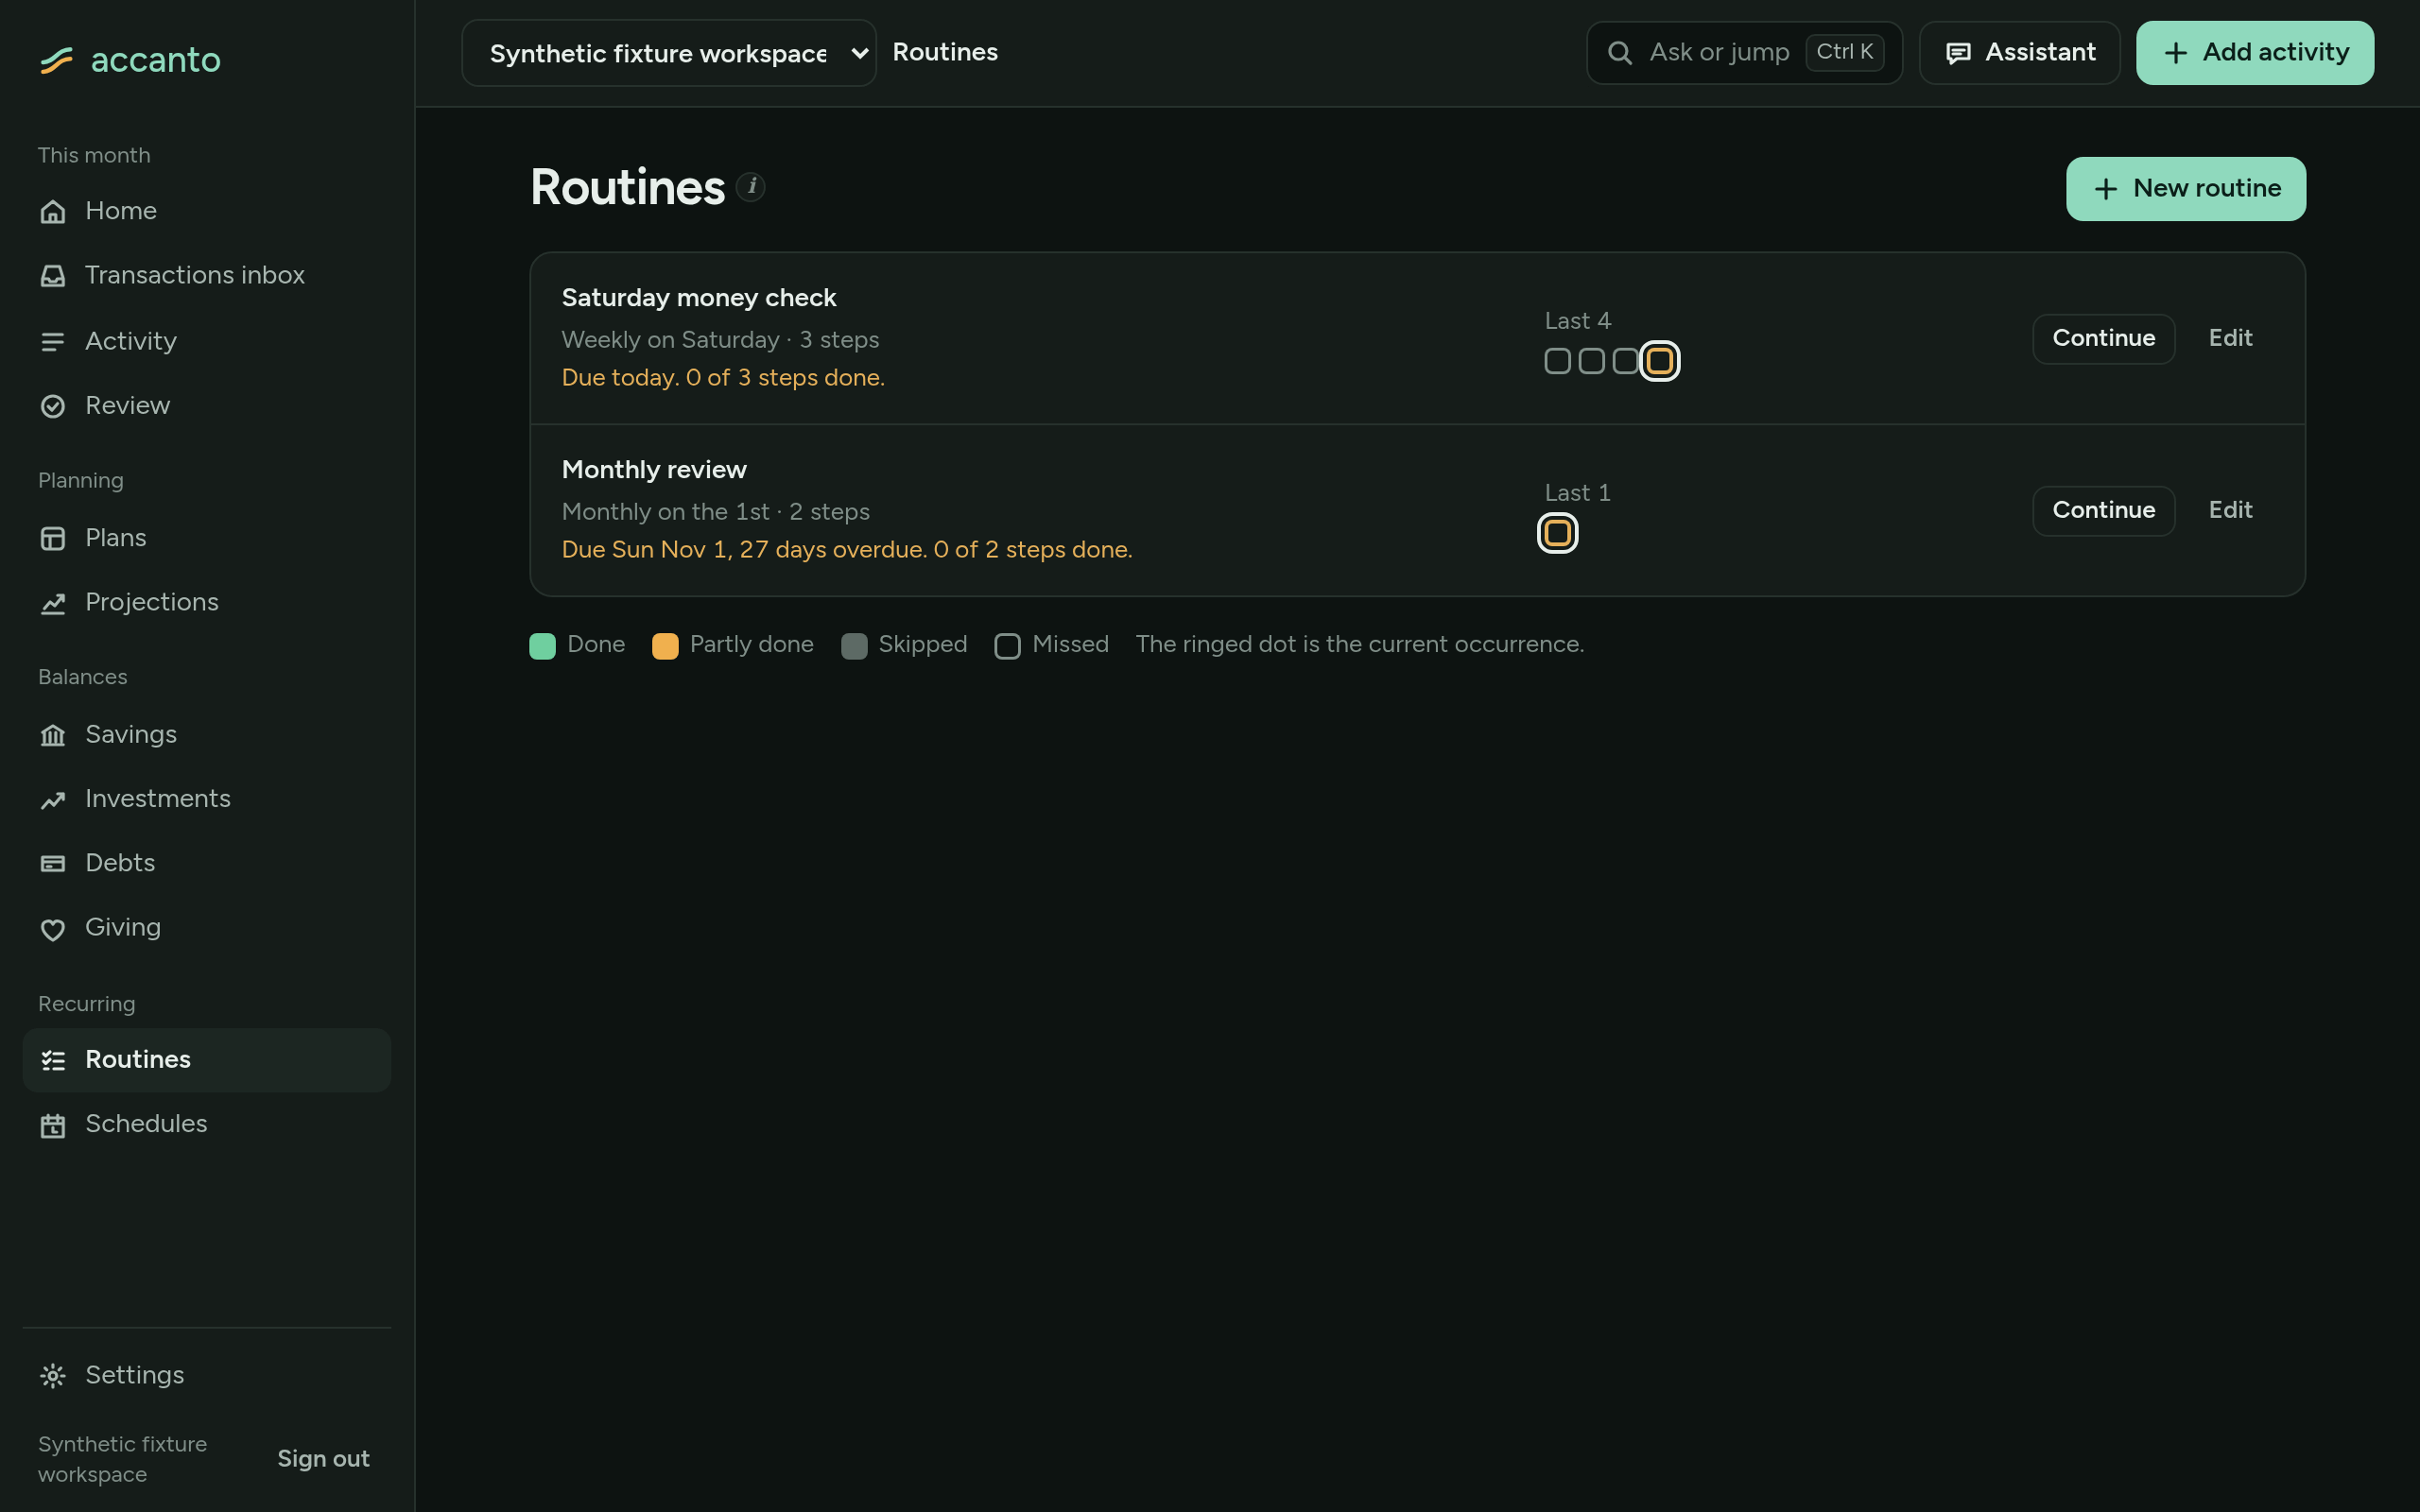 accanto
Synthetic fixture workspace
Routines
Ask or jump
Ctrl K
Assistant
Add activity
This month
Home
Transactions inbox
Activity
Review
Planning
Plans
Projections
Balances
Savings
Investments
Debts
Giving
Recurring
Routines
Schedules
Settings
Synthetic fixture
workspace
Sign out
Routines
i
New routine
Saturday money check
Weekly on Saturday · 3 steps
Due today. 0 of 3 steps done.
Last 4
Continue
Edit
Monthly review
Monthly on the 1st · 2 steps
Due Sun Nov 1, 27 days overdue. 0 of 2 steps done.
Last 1
Continue
Edit
Done
Partly done
Skipped
Missed
The ringed dot is the current occurrence.